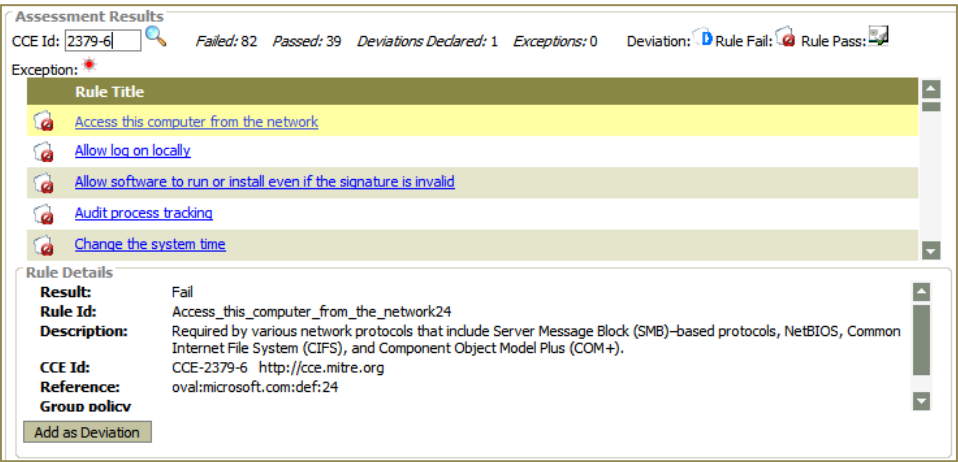 Assessment Results
CCE Id: 2379-6 Failed: 82 Passed: 39 Deviations Declared: 1 Exceptions: 0 Deviation: D Rule Fail: Rule Pass:
Exception:
Rule Title
Access this computer from the network
Allow log on locally
Allow software to run or install even if the signature is invalid
Audit process tracking
Change the system time
Rule Details
Result: Fail
Rule Id: Access_this_computer_from_the_network24
Description: Required by various network protocols that include Server Message Block (SMB)–based protocols, NetBIOS, Common
Internet File System (CIFS), and Component Object Model Plus (COM+).
CCE Id: CCE-2379-6 http://cce.mitre.org
Reference: oval:microsoft.com:def:24
Group policy
Add as Deviation